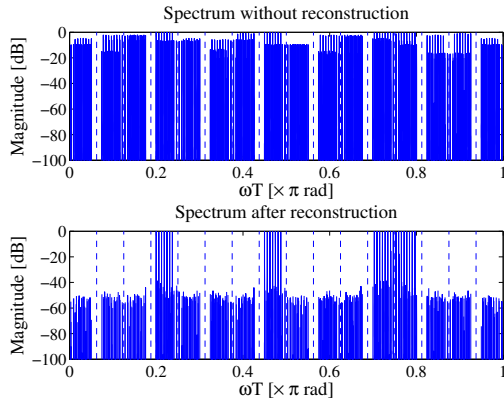 Spectrum without reconstruction
0
−20
−40
−60
−80
−100
Magnitude [dB]
0 0.2 0.4 0.6 0.8 1
ωT [× π rad]
Spectrum after reconstruction
0
−20
−40
−60
−80
−100
Magnitude [dB]
0 0.2 0.4 0.6 0.8 1
ωT [× π rad]